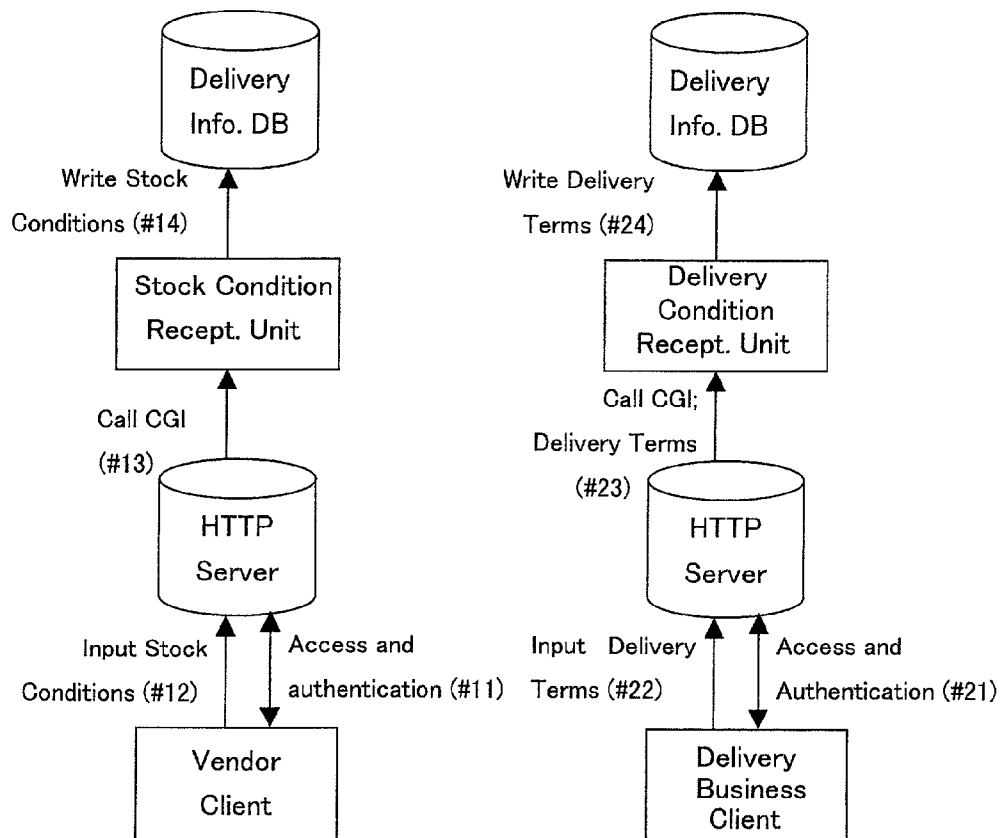 Delivery
Info. DB
Write Stock
Conditions (#14)
Stock Condition
Recept. Unit
Call CGI
(#13)
HTTP
Server
Input Stock
Conditions (#12)
Access and
authentication (#11)
Vendor
Client
Delivery
Info. DB
Write Delivery
Terms (#24)
Delivery
Condition
Recept. Unit
Call CGI;
Delivery Terms
(#23)
HTTP
Server
Input Delivery
Terms (#22)
Access and
Authentication (#21)
Delivery
Business
Client